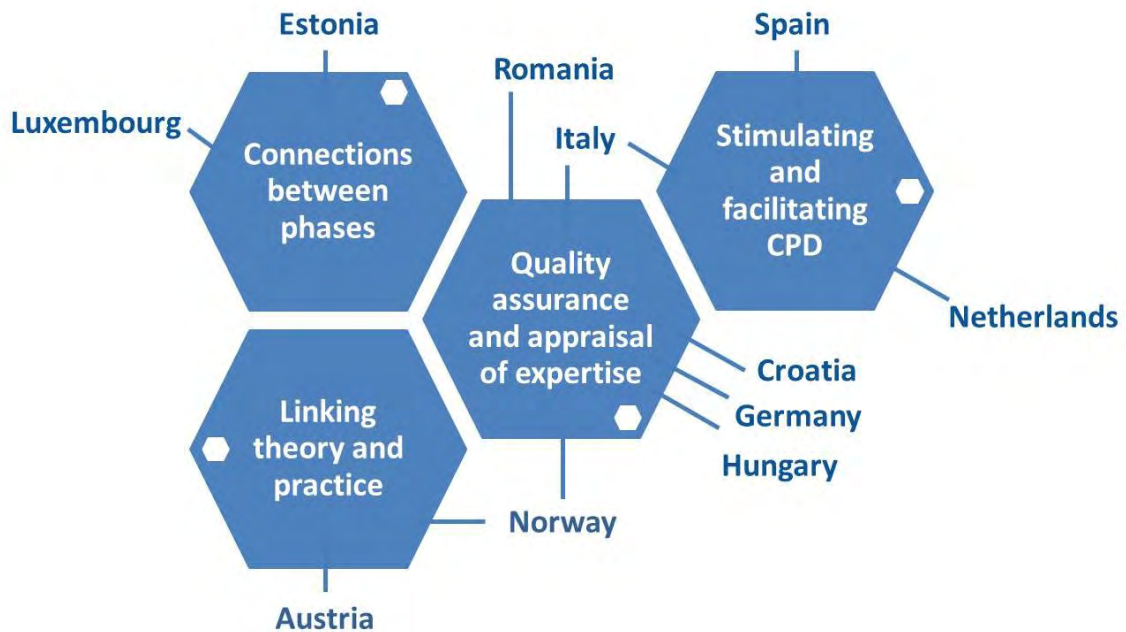 Estonia
Spain
Romania
Luxembourg
Italy
Connections
between
phases
Stimulating
and
facilitating
CPD
Quality
assurance
and appraisal
of expertise
Netherlands
Croatia
Germany
Hungary
Linking
theory and
practice
Norway
Austria